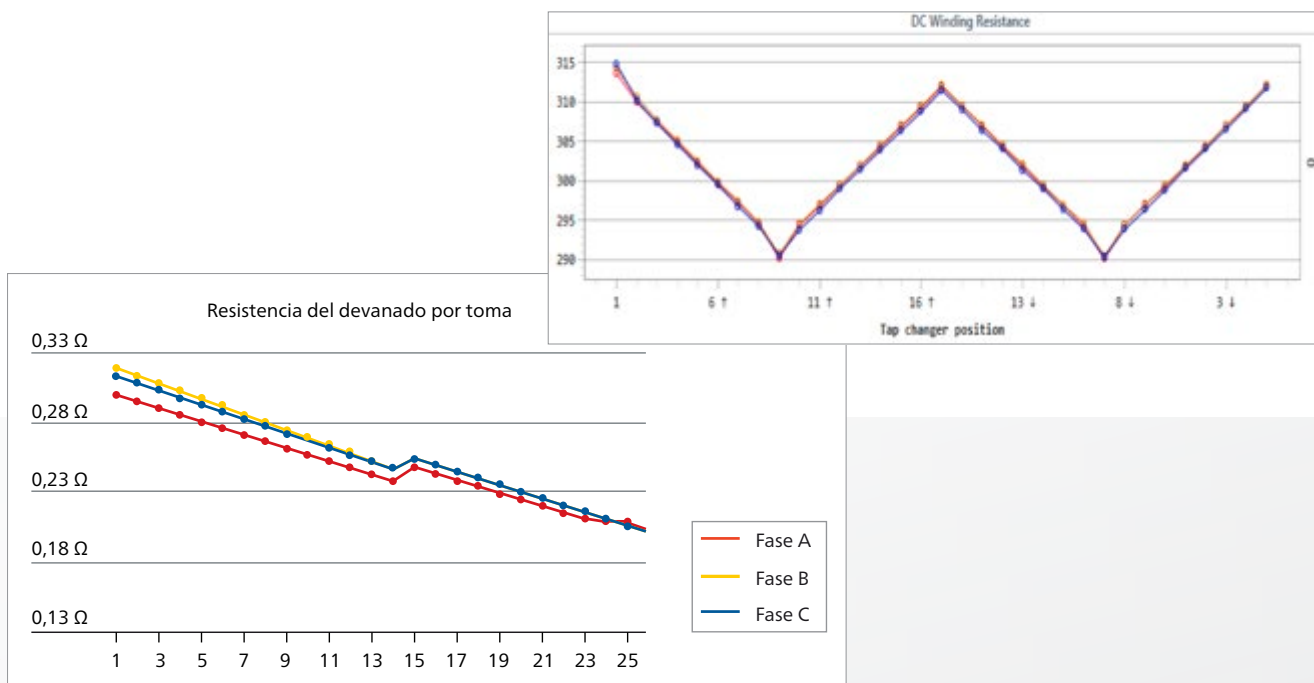 DC Winding Resistance
315
310
305
300
295
290
1 6 ↑ 11 ↑ 16 ↑ 13 ↓ 8 ↓ 3 ↓
Tap changer position
Resistencia del devanado por toma
0,33 Ω
0,28 Ω
0,23 Ω
0,18 Ω
0,13 Ω
1 3 5 7 9 11 13 15 17 19 21 23 25
Fase A
Fase B
Fase C